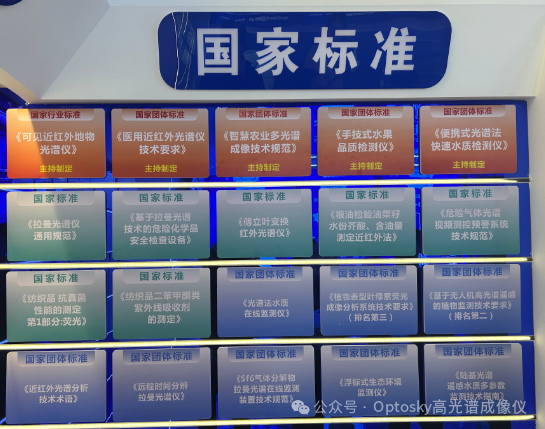 国家标准
国家行业标准
《可见近红外地物
光谱仪》
主持制定
国家团体标准
《医用近红外光谱仪
技术要求》
主持制定
国家团体标准
《智慧农业多光谱
成像技术规范》
主持制定
国家团体标准
《手持式水果
品质检测仪》
主持制定
国家团体标准
《便携式光谱法
快速水质检测仪》
主持制定
国家标准
《拉曼光谱仪
通用规范》
国家标准
《基于拉曼光谱
技术的危险化学品
安全检查设备》
国家标准
《傅立叶变换
红外光谱仪》
国家标准
《粮油检验油菜籽
水份芥酸、含油量
测定近红外法》
国家标准
《危险气体光谱
视频测控预警系统
技术规范》
国家标准
《纺织品 抗真菌
性能的测定
第1部分:荧光》
国家标准
《纺织品二苯甲酮类
紫外线吸收剂
的测定》
国家团体标准
《光谱法水质
在线监测仪》
国家团体标准
《植物表型叶绿素荧光
成像分析系统技术要求》
（排名第三）
国家团体标准
《基于无人机高光谱遥感
的植物监测技术要求》
（排名第二）
国家团体标准
《近红外光谱分析
技术术语》
国家团体标准
《远程时间分辨
拉曼光谱仪》
国家团体标准
《Sf6气体分解物
拉曼光谱在线监测
装置技术规范》
国家团体标准
《浮标式生态环境
监测仪》
国家团体标准
《陆基光谱
遥感水质多参数
监测技术指南》
公众号 · Optosky高光谱成像仪